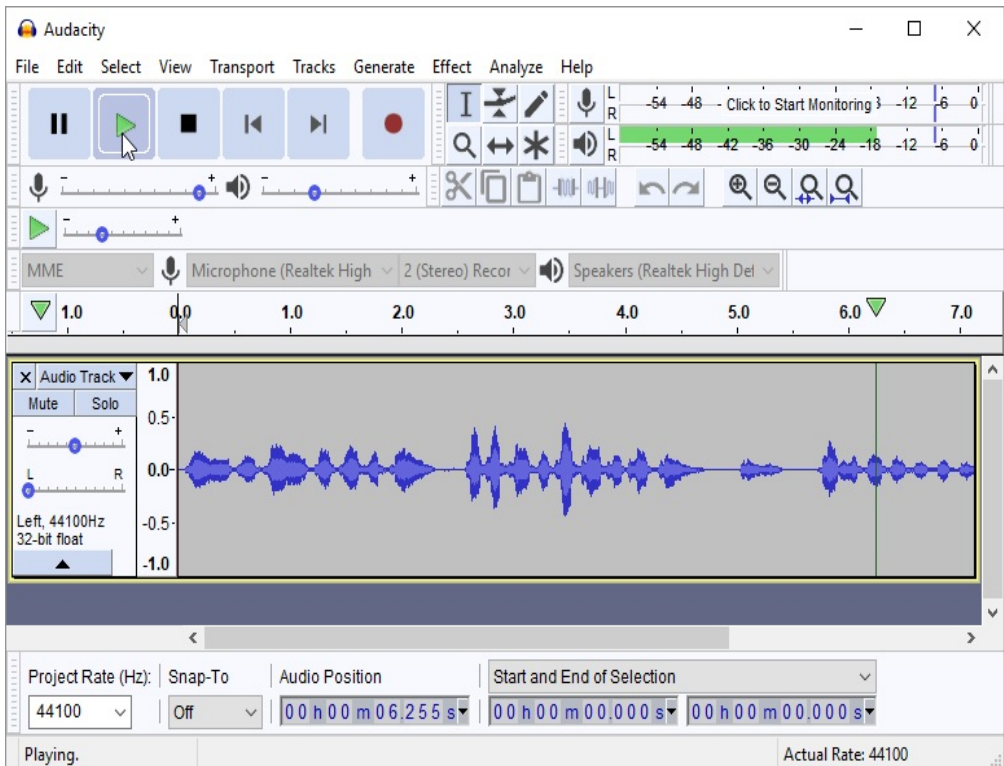 Audacity
File Edit Select View Transport Tracks Generate Effect Analyze Help
L
R
-54 -48 - Click to Start Monitoring -12 -6 0
L
R
-54 -48 -42 -36 -30 -24 -18 -12 -6 0
- + - +
- +
MME Microphone (Realtek High 2 (Stereo) Recor Speakers (Realtek High Def
1.0 0.0 1.0 2.0 3.0 4.0 5.0 6.0 7.0
X Audio Track 1.0
Mute Solo
0.5
- +
L R
0.0
Left, 44100Hz
32-bit float
-0.5
-1.0
Project Rate (Hz): Snap-To Audio Position Start and End of Selection
44100 Off 00 h 00 m 06.255 s 00 h 00 m 00.000 s 00 h 00 m 00.000 s
Playing. Actual Rate: 44100